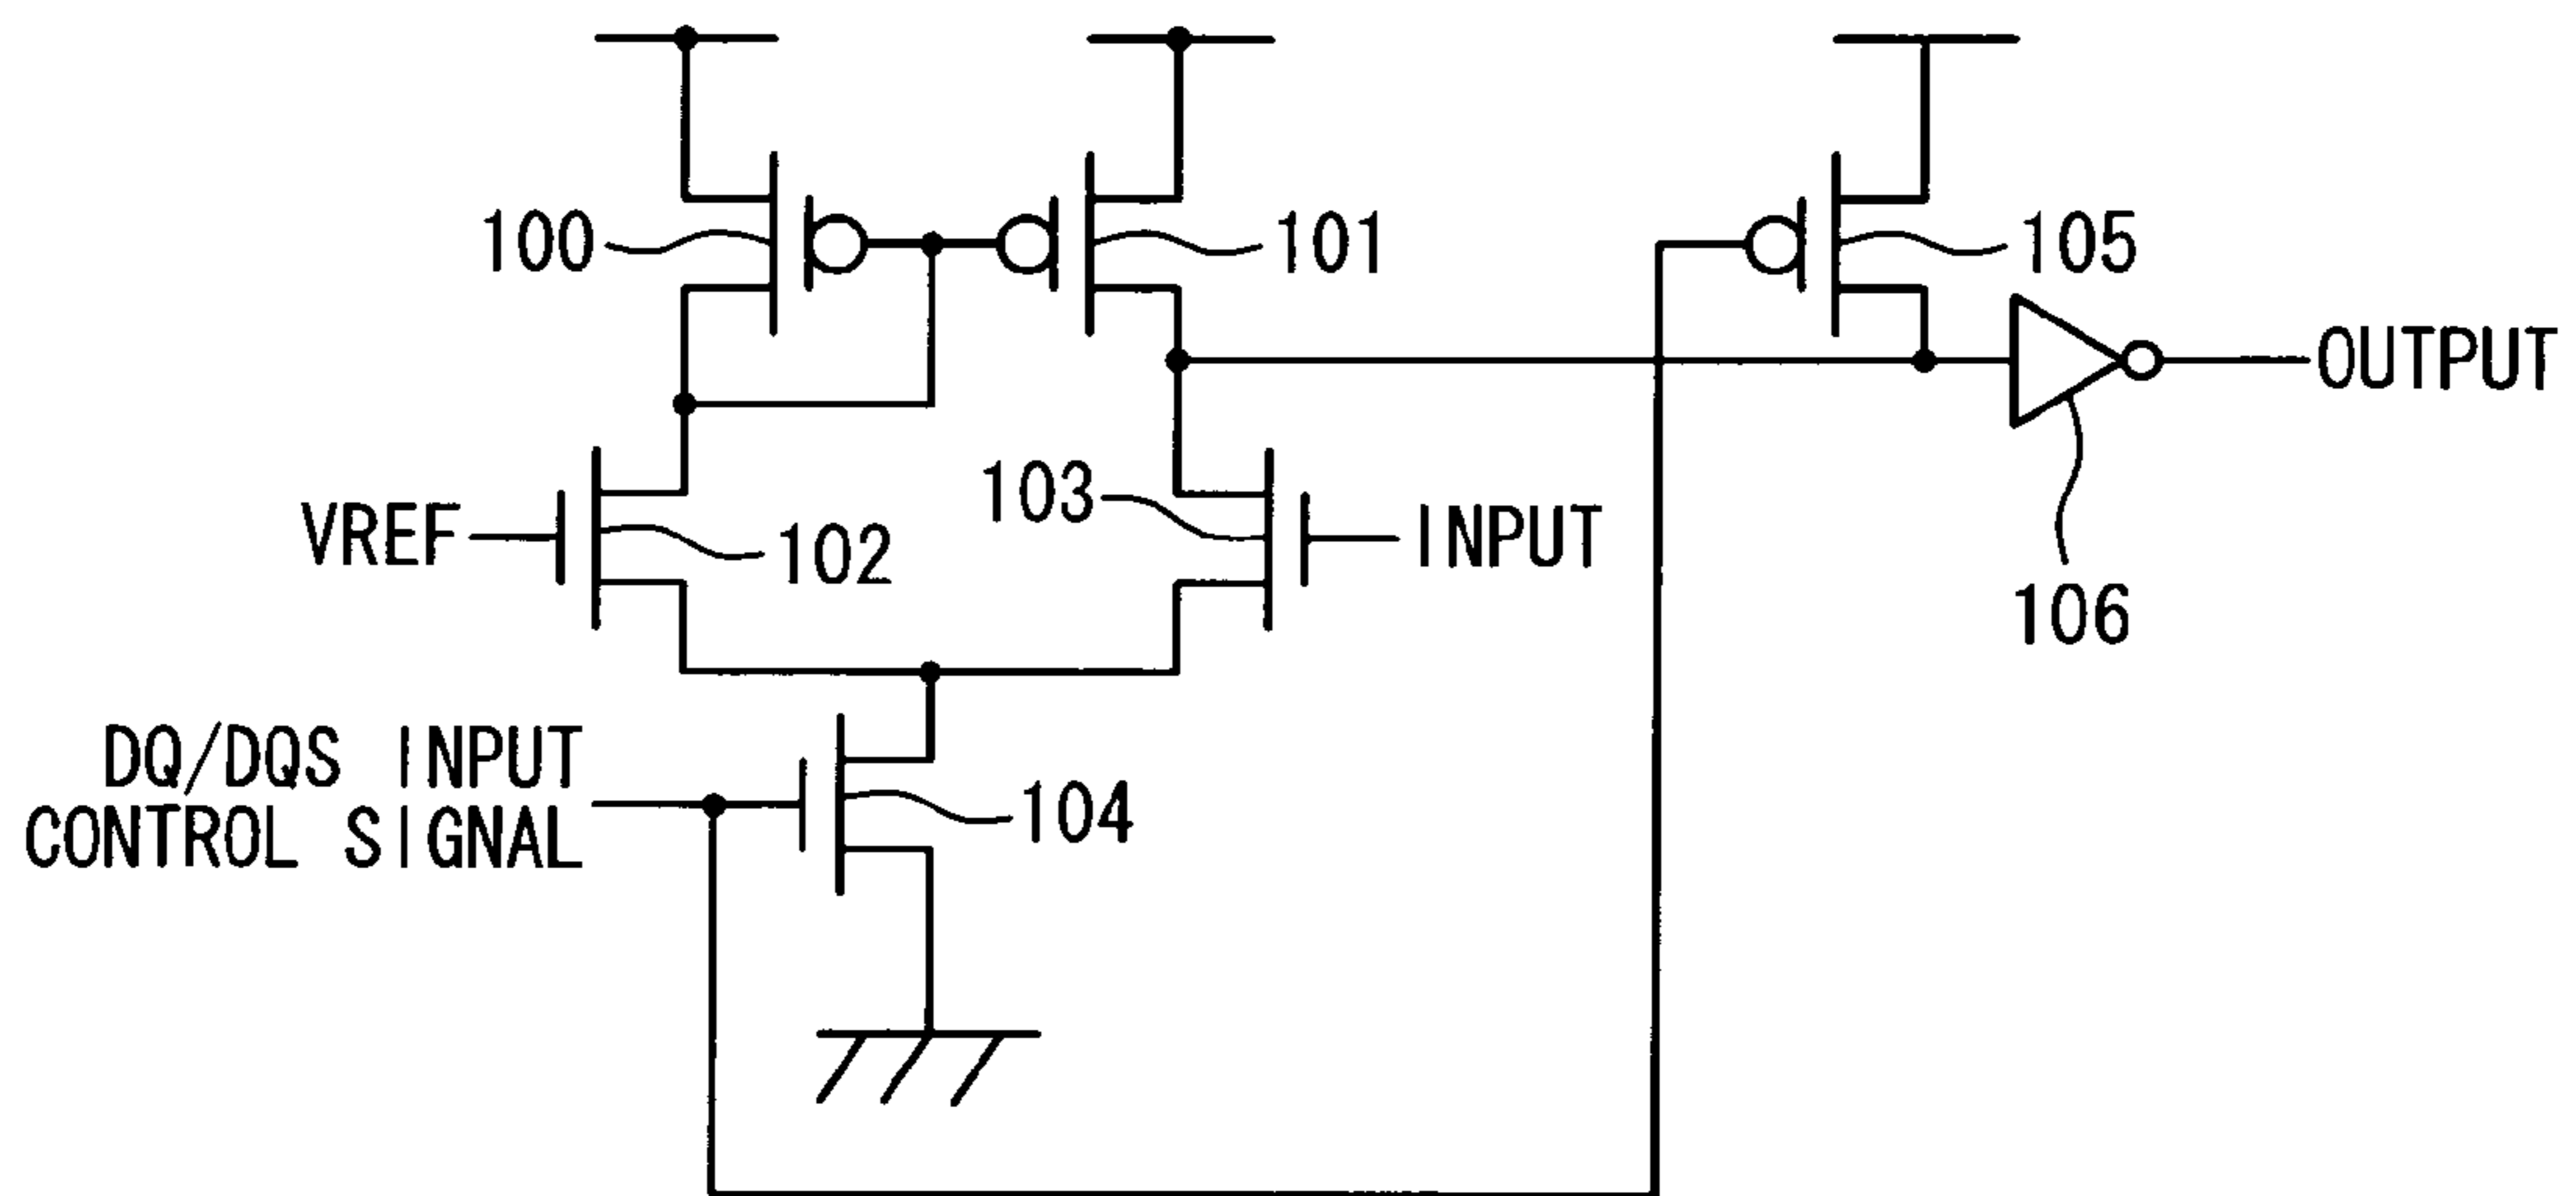 100
101
105
OUTPUT
103
VREF
102
INPUT
106
DQ/DQS INPUT
CONTROL SIGNAL
104